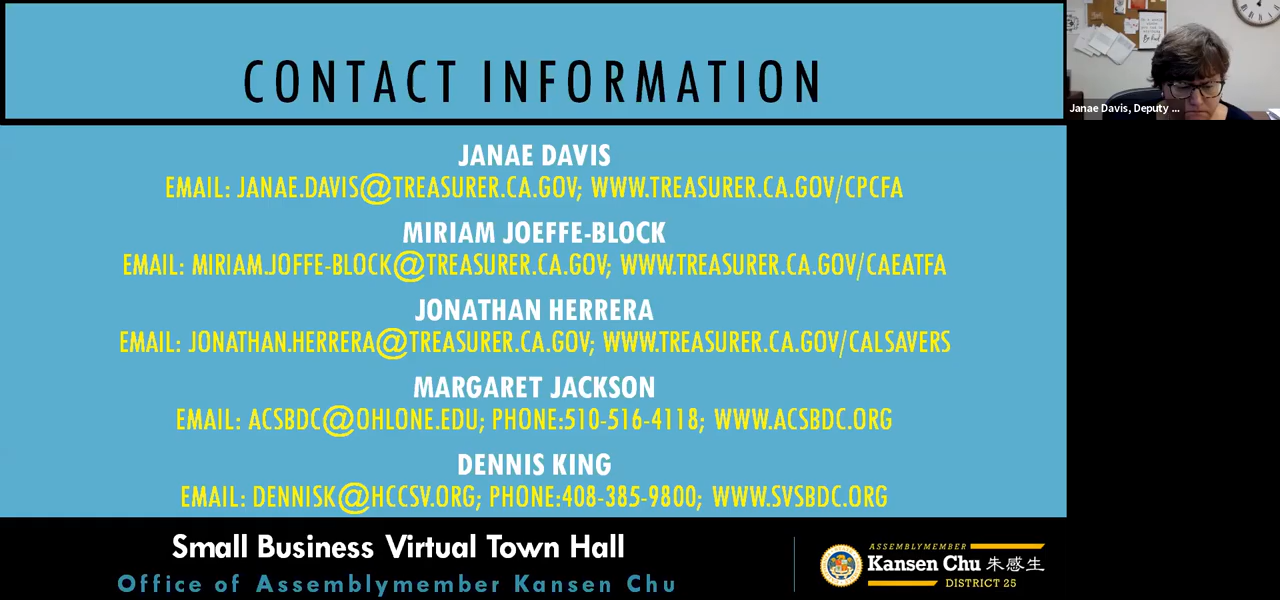 CONTACT INFORMATION
Janae Davis, Deputy ...
JANAE DAVIS
EMAIL: JANAE.DAVIS@TREASURER.CA.GOV; WWW.TREASURER.CA.GOV/CPCFA
MIRIAM JOEFFE-BLOCK
EMAIL: MIRIAM.JOFFE-BLOCK@TREASURER.CA.GOV; WWW.TREASURER.CA.GOV/CAEATFA
JONATHAN HERRERA
EMAIL: JONATHAN.HERRERA@TREASURER.CA.GOV; WWW.TREASURER.CA.GOV/CALSAVERS
MARGARET JACKSON
EMAIL: ACSBDC@OHLONE.EDU; PHONE:510-516-4118; WWW.ACSBDC.ORG
DENNIS KING
EMAIL: DENNISK@HCCSV.ORG; PHONE:408-385-9800; WWW.SVSBDC.ORG
Small Business Virtual Town Hall
Office of Assemblymember Kansen Chu
ASSEMBLYMEMBER
Kansen Chu 朱感生
DISTRICT 25